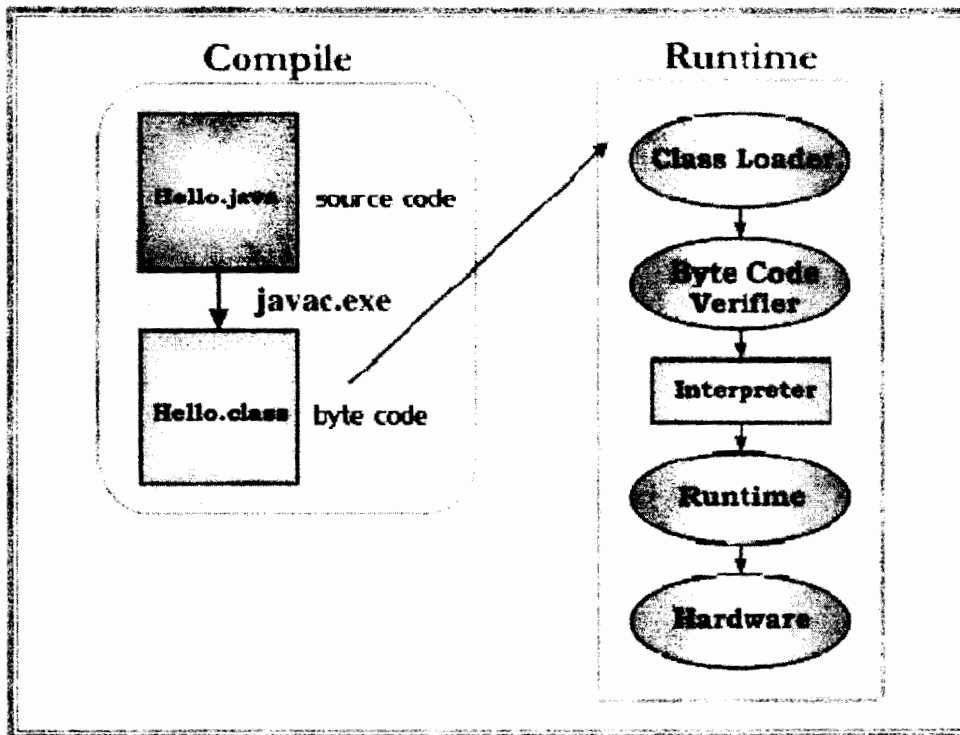 Compile
Runtime
Hello.java
source code
javac.exe
Hello.class
byte code
Class Loader
Byte Code
Verifier
Interpreter
Runtime
Hardware